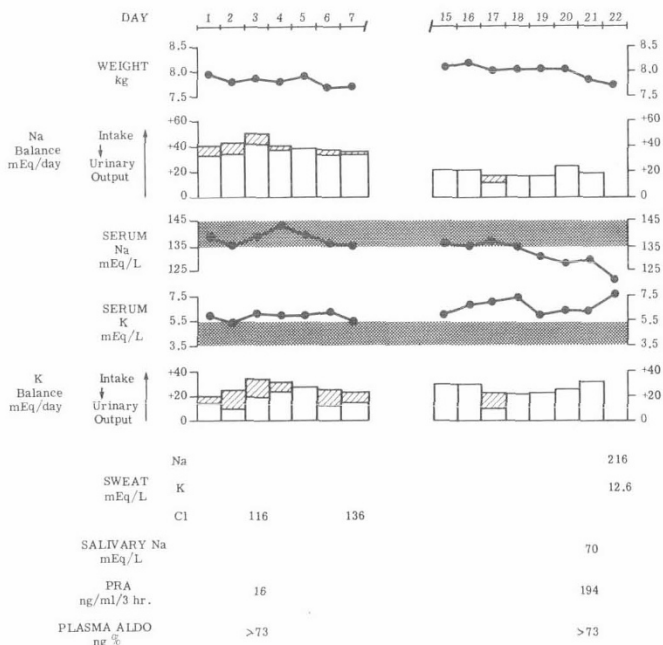 DAY 1 2 3 4 5 6 7 15 16 17 18 19 20 21 22
8.5 8.5
WEIGHT 8.0 8.0
kg 7.5 7.5
+60 +60
Na Intake
Balance +40 +40
mEq/day Urinary +20 +20
Output
0 0
145 145
SERUM
Na 135 135
mEq/L
125 125
7.5 7.5
SERUM
K 5.5 5.5
mEq/L
3.5 3.5
K Intake +40 +40
Balance +20 +20
mEq/day Urinary
Output 0 0
Na 216
SWEAT
mEq/L K 12.6
Cl 116 136
SALIVARY Na 70
mEq/L
PRA 16 194
ng/ml/3 hr.
PLASMA ALDO >73 >73
ng %